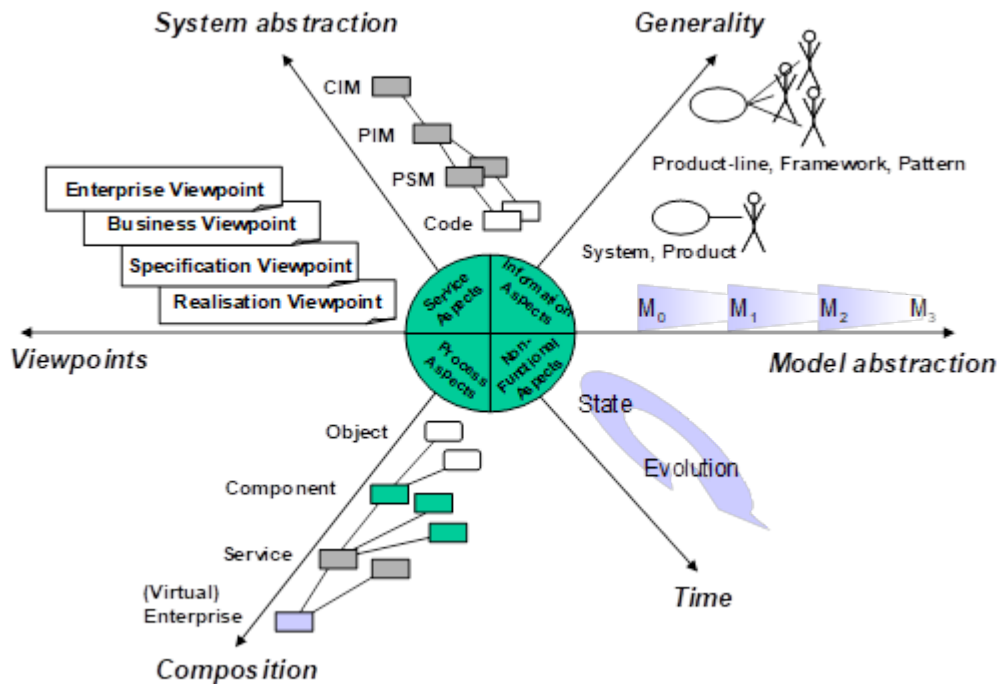 System abstraction
Generality
CIM
PIM
PSM
Code
Product-line, Framework, Pattern
System, Product
Enterprise Viewpoint
Business Viewpoint
Specification Viewpoint
Realisation Viewpoint
Viewpoints
Service
Aspects
Information
Aspects
Process
Aspects
Non-
Functional
Aspects
M0
M1
M2
M3
Model abstraction
State
Evolution
Time
Object
Component
Service
(Virtual)
Enterprise
Composition